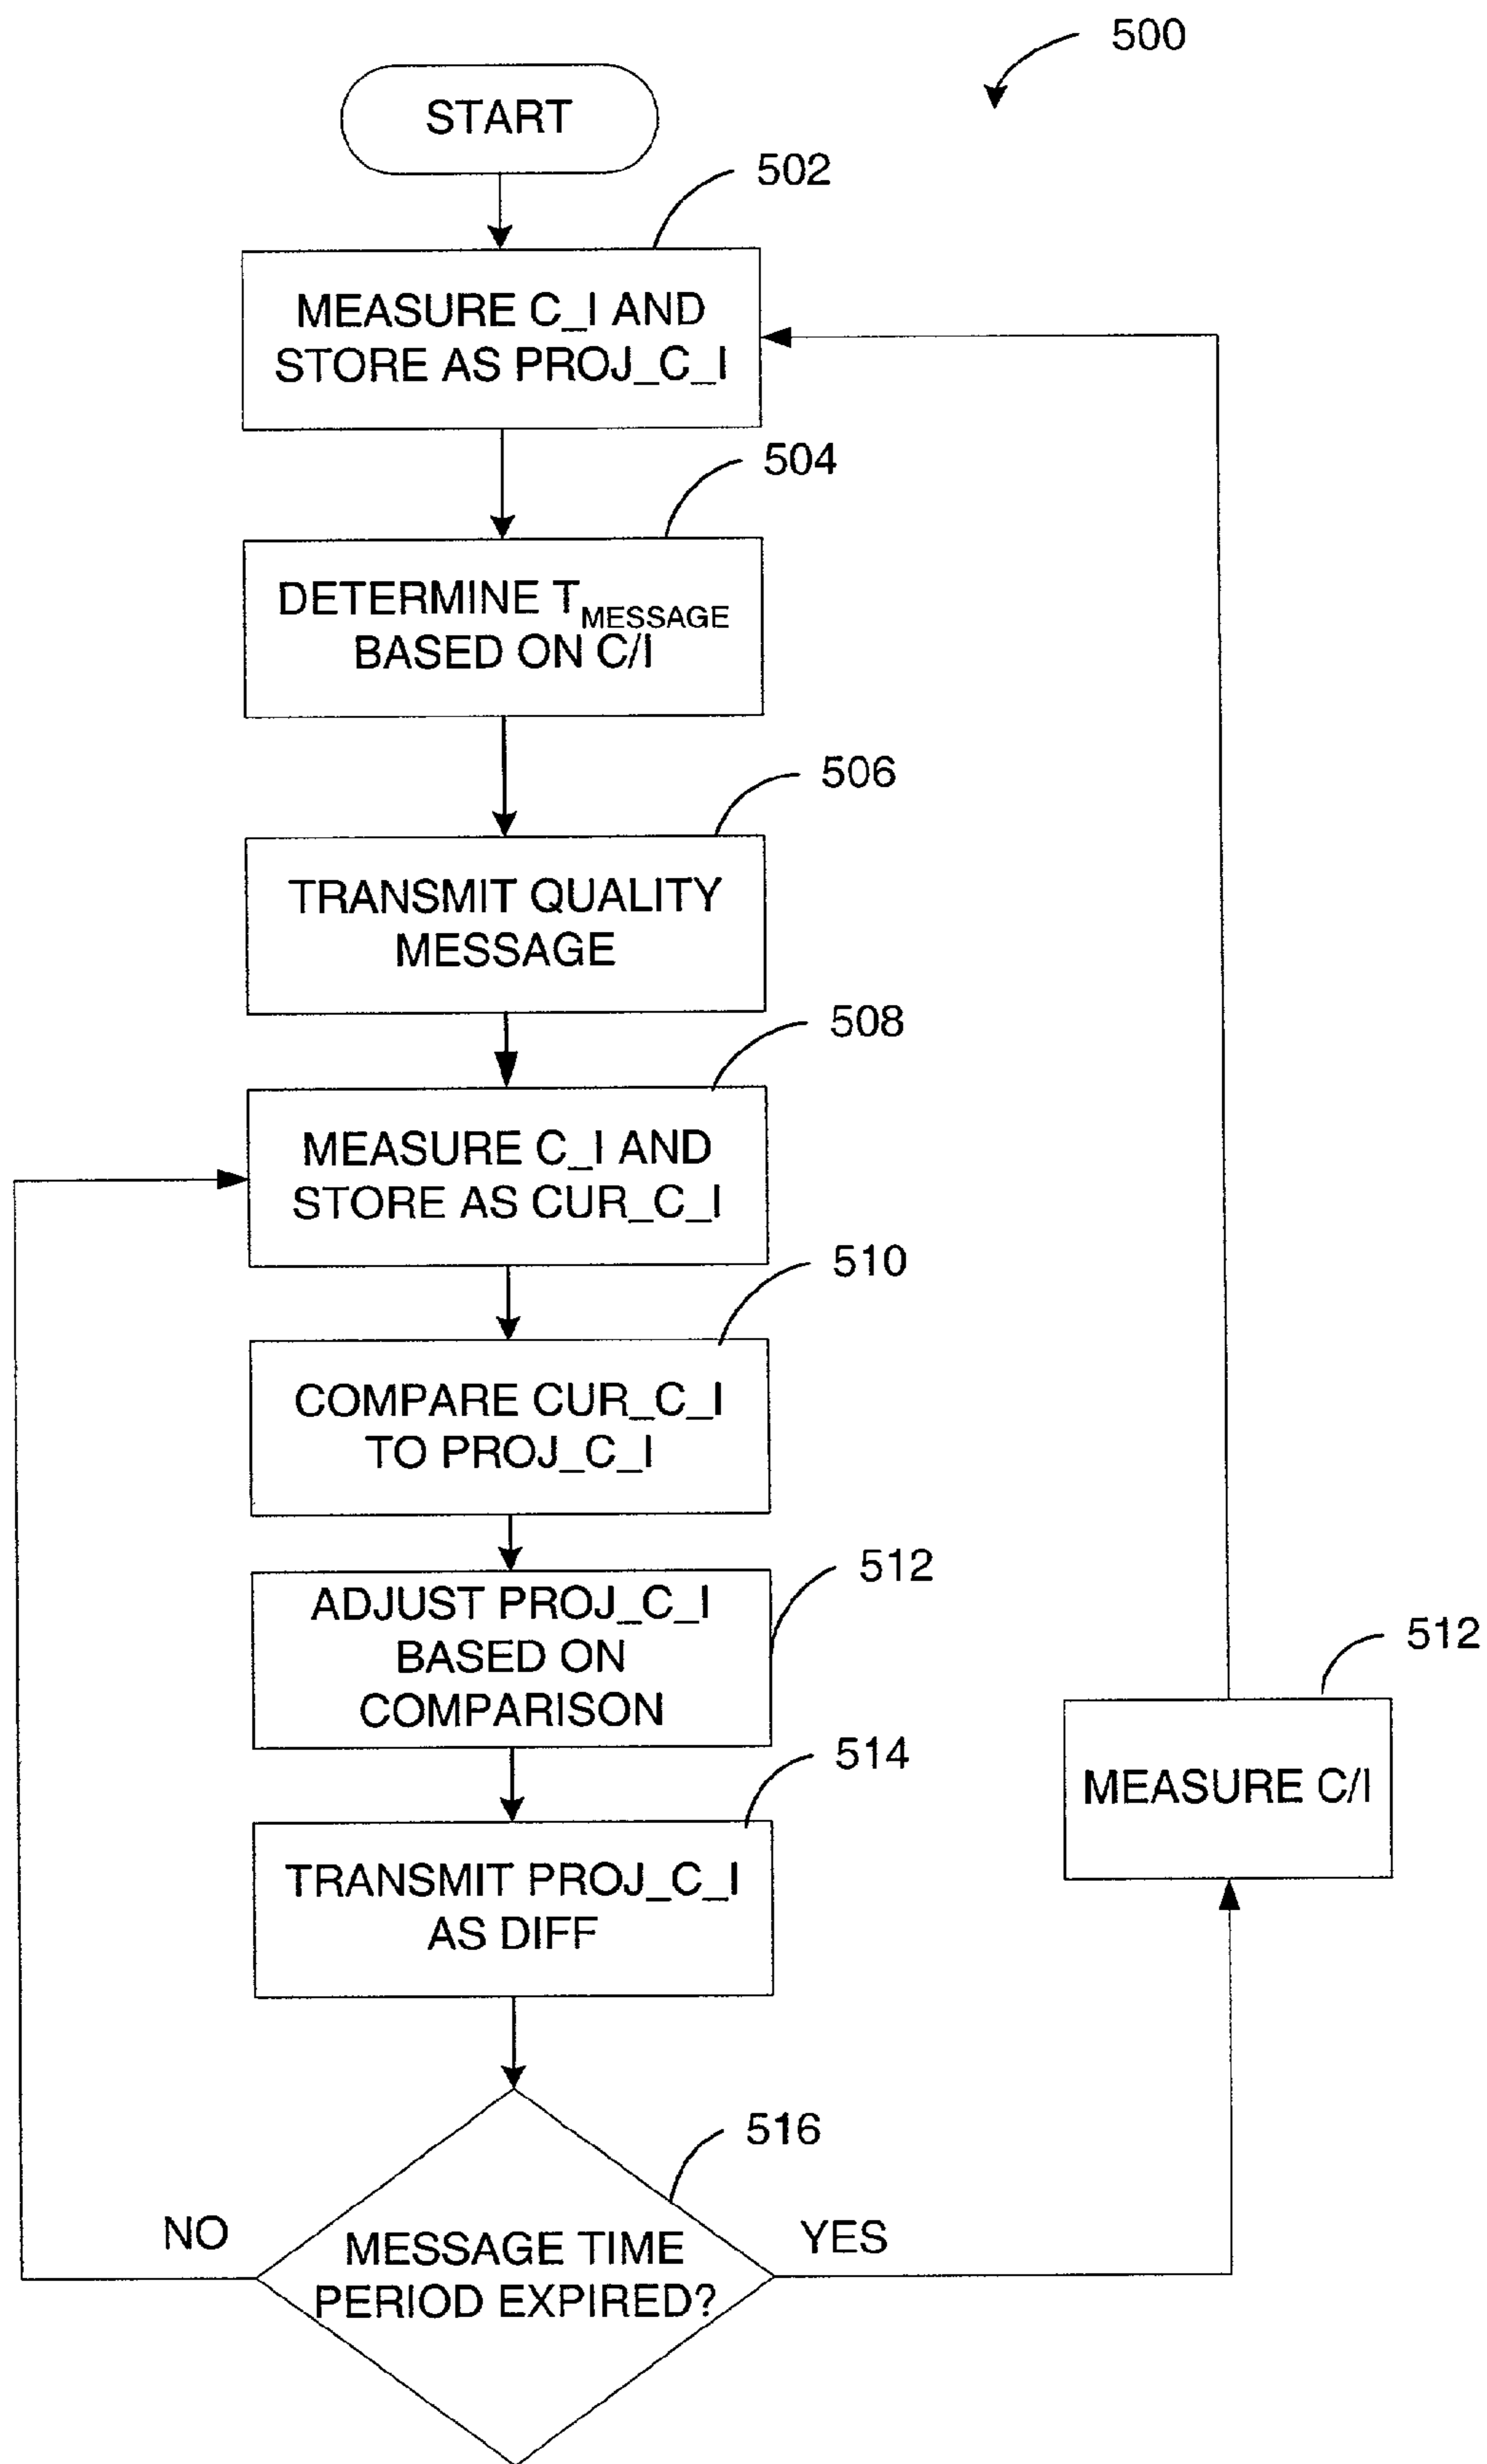 500
START
502
MEASURE C_I AND
STORE AS PROJ_C_I
504
DETERMINE TMESSAGE
BASED ON C/I
506
TRANSMIT QUALITY
MESSAGE
508
MEASURE C_I AND
STORE AS CUR_C_I
510
COMPARE CUR_C_I
TO PROJ_C_I
512
ADJUST PROJ_C_I
BASED ON
COMPARISON
512
MEASURE C/I
514
TRANSMIT PROJ_C_I
AS DIFF
516
NO
YES
MESSAGE TIME
PERIOD EXPIRED?